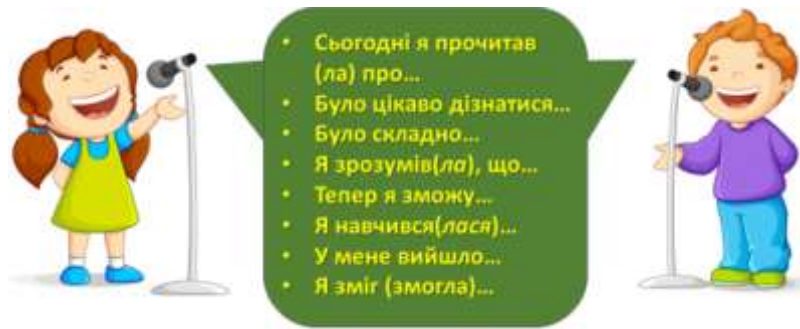 • Сьогодні я прочитав
(ла) про...
• Було цікаво дізнатися...
• Було складно...
• Я зрозумів(ла), що...
• Тепер я зможу...
• Я навчився(лася)...
• У мене вийшло...
• Я зміг (змогла)...